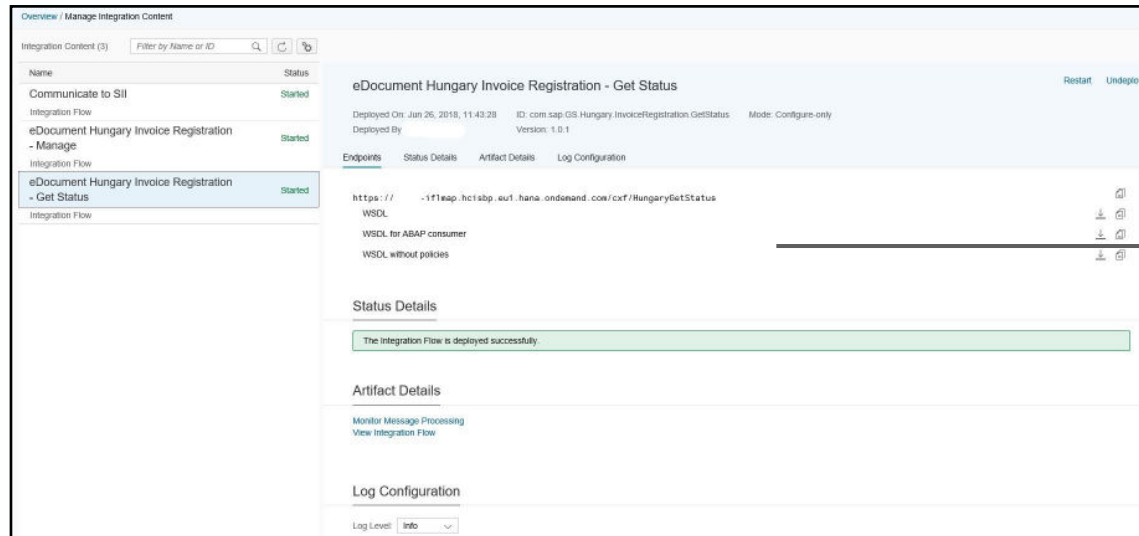 Overview / Manage Integration Content
Integration Content (3)
Filter by Name or ID
Name
Status
Communicate to SII
Started
Integration Flow
eDocument Hungary Invoice Registration
- Manage
Started
Integration Flow
eDocument Hungary Invoice Registration
- Get Status
Started
Integration Flow
eDocument Hungary Invoice Registration - Get Status
Restart
Undeplo
Deployed On: Jun 26, 2018, 11:43:28
ID: com.sap.GS.Hungary.InvoiceRegistration.GetStatus
Mode: Configure-only
Deployed By
Version: 1.0.1
Endpoints
Status Details
Artifact Details
Log Configuration
https:// -iflmap.hcisbp.eu1.hana.ondemand.com/cxf/HungaryGetStatus
WSDL
WSDL for ABAP consumer
WSDL without policies
Status Details
The Integration Flow is deployed successfully.
Artifact Details
Monitor Message Processing
View Integration Flow
Log Configuration
Log Level: Info